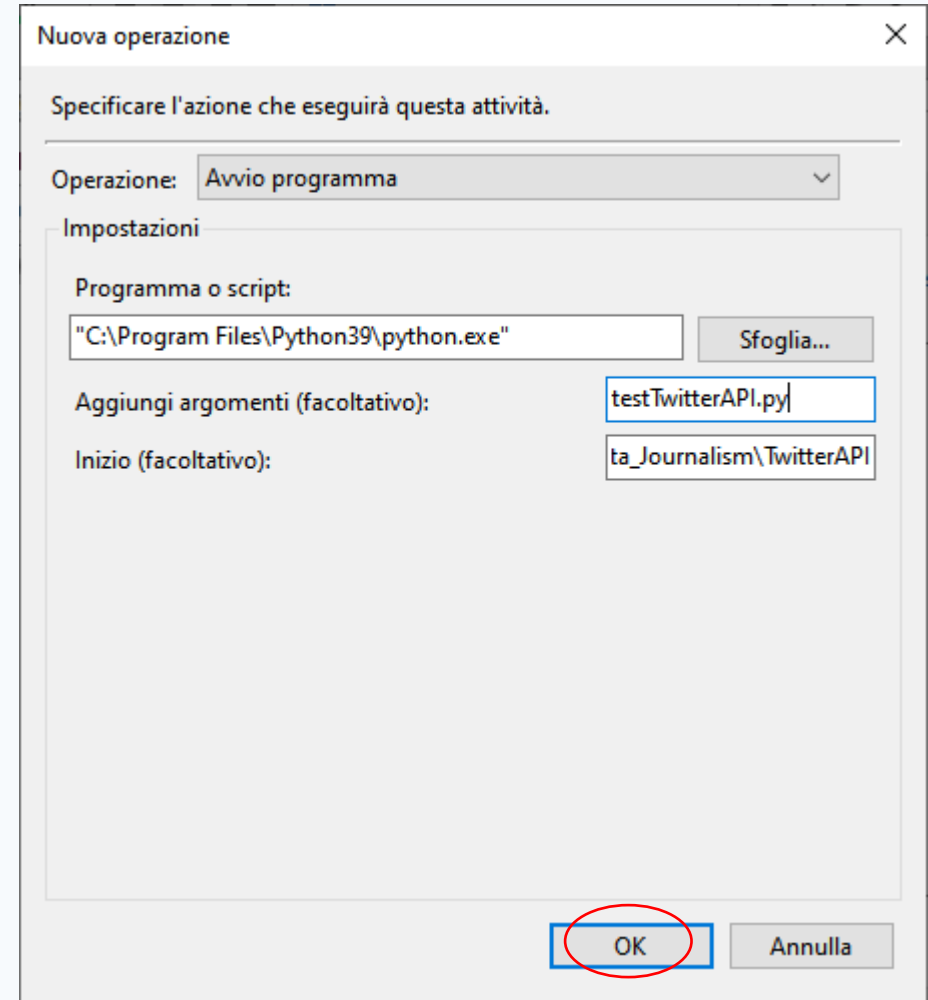 Nuova operazione
Specificare l'azione che eseguirà questa attività.
Operazione: Avvio programma
Impostazioni
Programma o script:
"C:\Program Files\Python39\python.exe" Sfoglia...
Aggiungi argomenti (facoltativo): testTwitterAPI.py
Inizio (facoltativo): ta_Journalism\TwitterAPI
OK Annulla